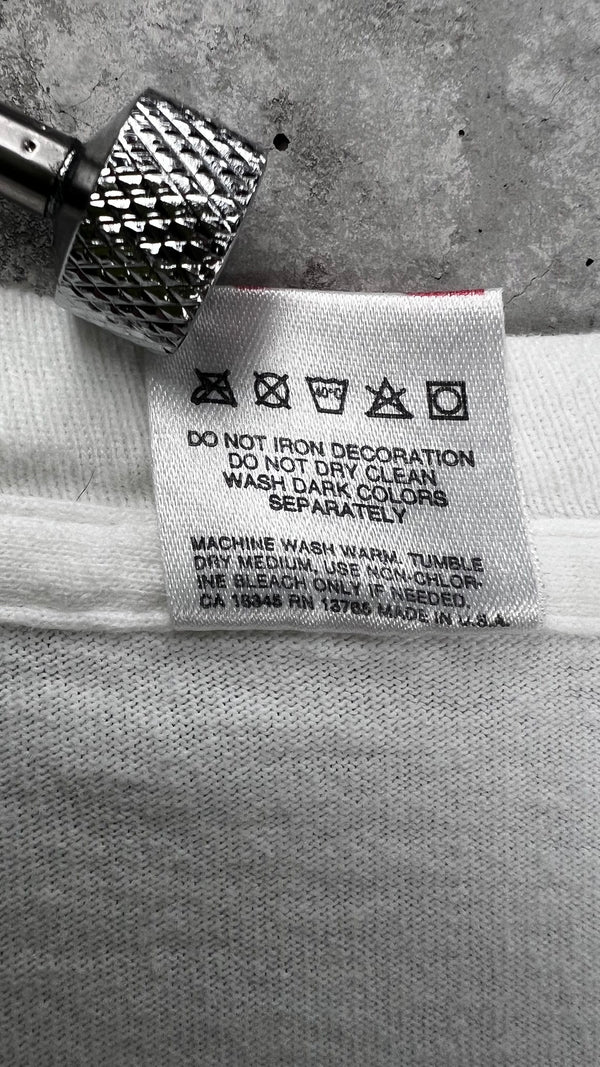 40°C
DO NOT IRON DECORATION
DO NOT DRY CLEAN
WASH DARK COLORS
SEPARATELY
MACHINE WASH WARM. TUMBLE
DRY MEDIUM. USE NON-CHLOR-
INE BLEACH ONLY IF NEEDED.
CA 18345 RN 13765 MADE IN U.S.A.